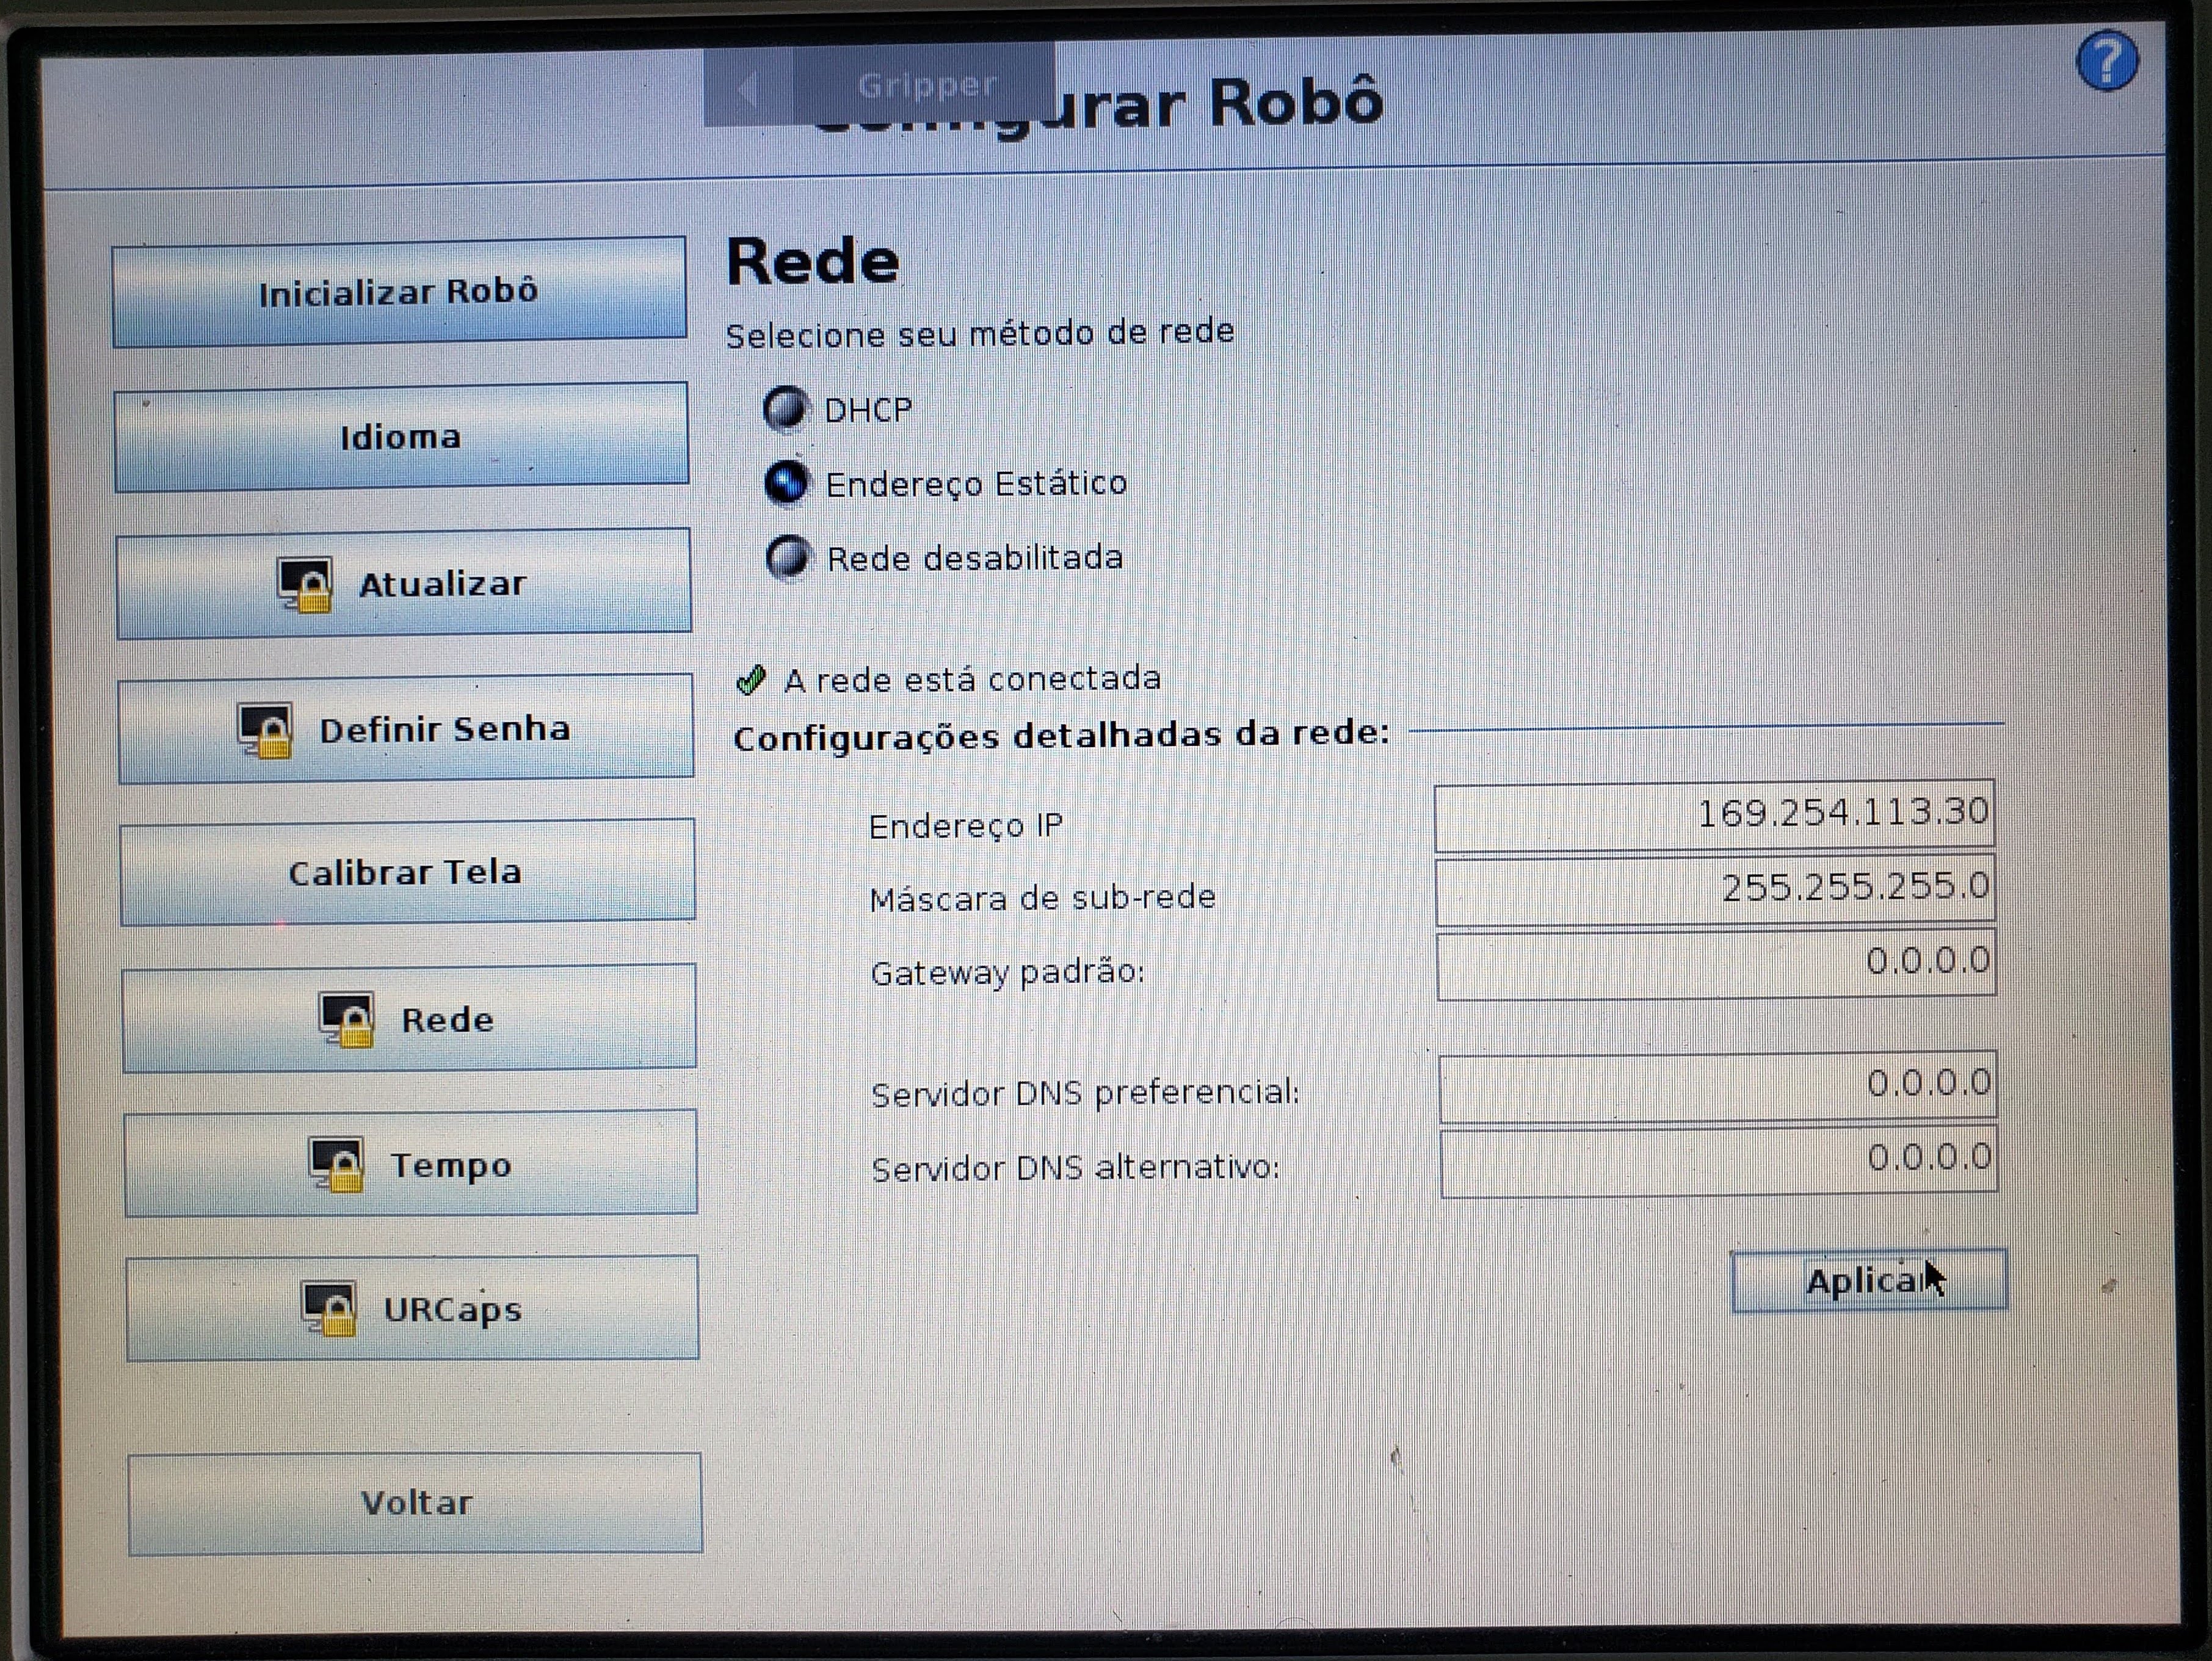 Gripper
urar Robô
?
Inicializar Robô
Idioma
Atualizar
Definir Senha
Calibrar Tela
Rede
Tempo
URCaps
Voltar
Rede
Selecione seu método de rede
DHCP
Endereço Estático
Rede desabilitada
A rede está conectada
Configurações detalhadas da rede:
Endereço IP 169.254.113.30
Máscara de sub-rede 255.255.255.0
Gateway padrão: 0.0.0.0
Servidor DNS preferencial: 0.0.0.0
Servidor DNS alternativo: 0.0.0.0
Aplicar